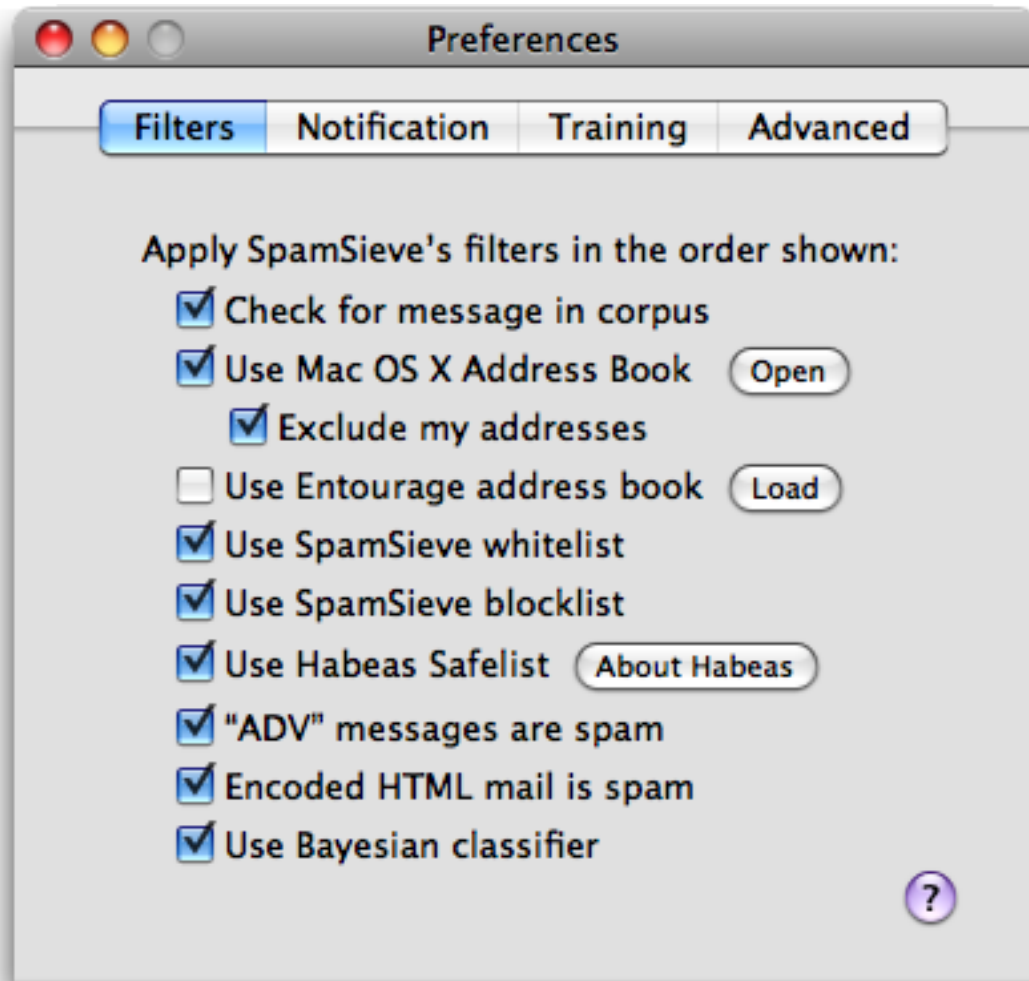 Preferences
Filters Notification Training Advanced
Apply SpamSieve's filters in the order shown:
Check for message in corpus
Use Mac OS X Address Book Open
Exclude my addresses
Use Entourage address book Load
Use SpamSieve whitelist
Use SpamSieve blocklist
Use Habeas Safelist About Habeas
“ADV” messages are spam
Encoded HTML mail is spam
Use Bayesian classifier
?